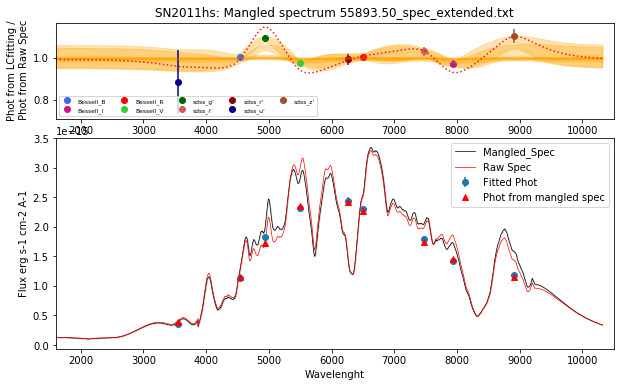 SN2011hs: Mangled spectrum 55893.50_spec_extended.txt
Phot from LCfitting /
Phot from Raw Spec
1.0
0.8
Bessell_B
Bessell_I
Bessell_R
Bessell_V
sdss_g'
sdss_i'
sdss_r'
sdss_u'
sdss_z'
2000 3000 4000 5000 6000 7000 8000 9000 10000
Flux erg s-1 cm-2 A-1
3.5
3.0
2.5
2.0
1.5
1.0
0.5
0.0
Mangled_Spec
Raw Spec
Fitted Phot
Phot from mangled spec
2000 3000 4000 5000 6000 7000 8000 9000 10000
Wavelenght